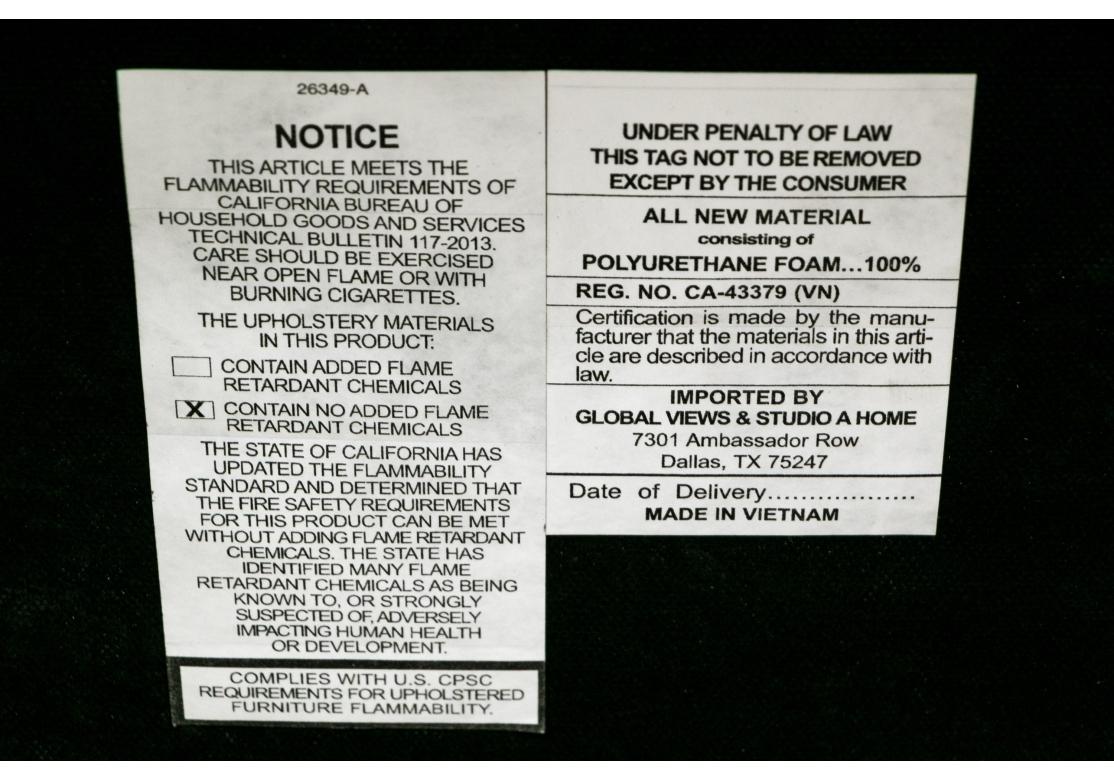 26349-A
NOTICE
THIS ARTICLE MEETS THE
FLAMMABILITY REQUIREMENTS OF
CALIFORNIA BUREAU OF
HOUSEHOLD GOODS AND SERVICES
TECHNICAL BULLETIN 117-2013.
CARE SHOULD BE EXERCISED
NEAR OPEN FLAME OR WITH
BURNING CIGARETTES.
THE UPHOLSTERY MATERIALS
IN THIS PRODUCT:
CONTAIN ADDED FLAME
RETARDANT CHEMICALS
X CONTAIN NO ADDED FLAME
RETARDANT CHEMICALS
THE STATE OF CALIFORNIA HAS
UPDATED THE FLAMMABILITY
STANDARD AND DETERMINED THAT
THE FIRE SAFETY REQUIREMENTS
FOR THIS PRODUCT CAN BE MET
WITHOUT ADDING FLAME RETARDANT
CHEMICALS. THE STATE HAS
IDENTIFIED MANY FLAME
RETARDANT CHEMICALS AS BEING
KNOWN TO, OR STRONGLY
SUSPECTED OF, ADVERSELY
IMPACTING HUMAN HEALTH
OR DEVELOPMENT.
COMPLIES WITH U.S. CPSC
REQUIREMENTS FOR UPHOLSTERED
FURNITURE FLAMMABILITY.
UNDER PENALTY OF LAW
THIS TAG NOT TO BE REMOVED
EXCEPT BY THE CONSUMER
ALL NEW MATERIAL
consisting of
POLYURETHANE FOAM...100%
REG. NO. CA-43379 (VN)
Certification is made by the manu-
facturer that the materials in this arti-
cle are described in accordance with
law.
IMPORTED BY
GLOBAL VIEWS & STUDIO A HOME
7301 Ambassador Row
Dallas, TX 75247
Date of Delivery..................
MADE IN VIETNAM